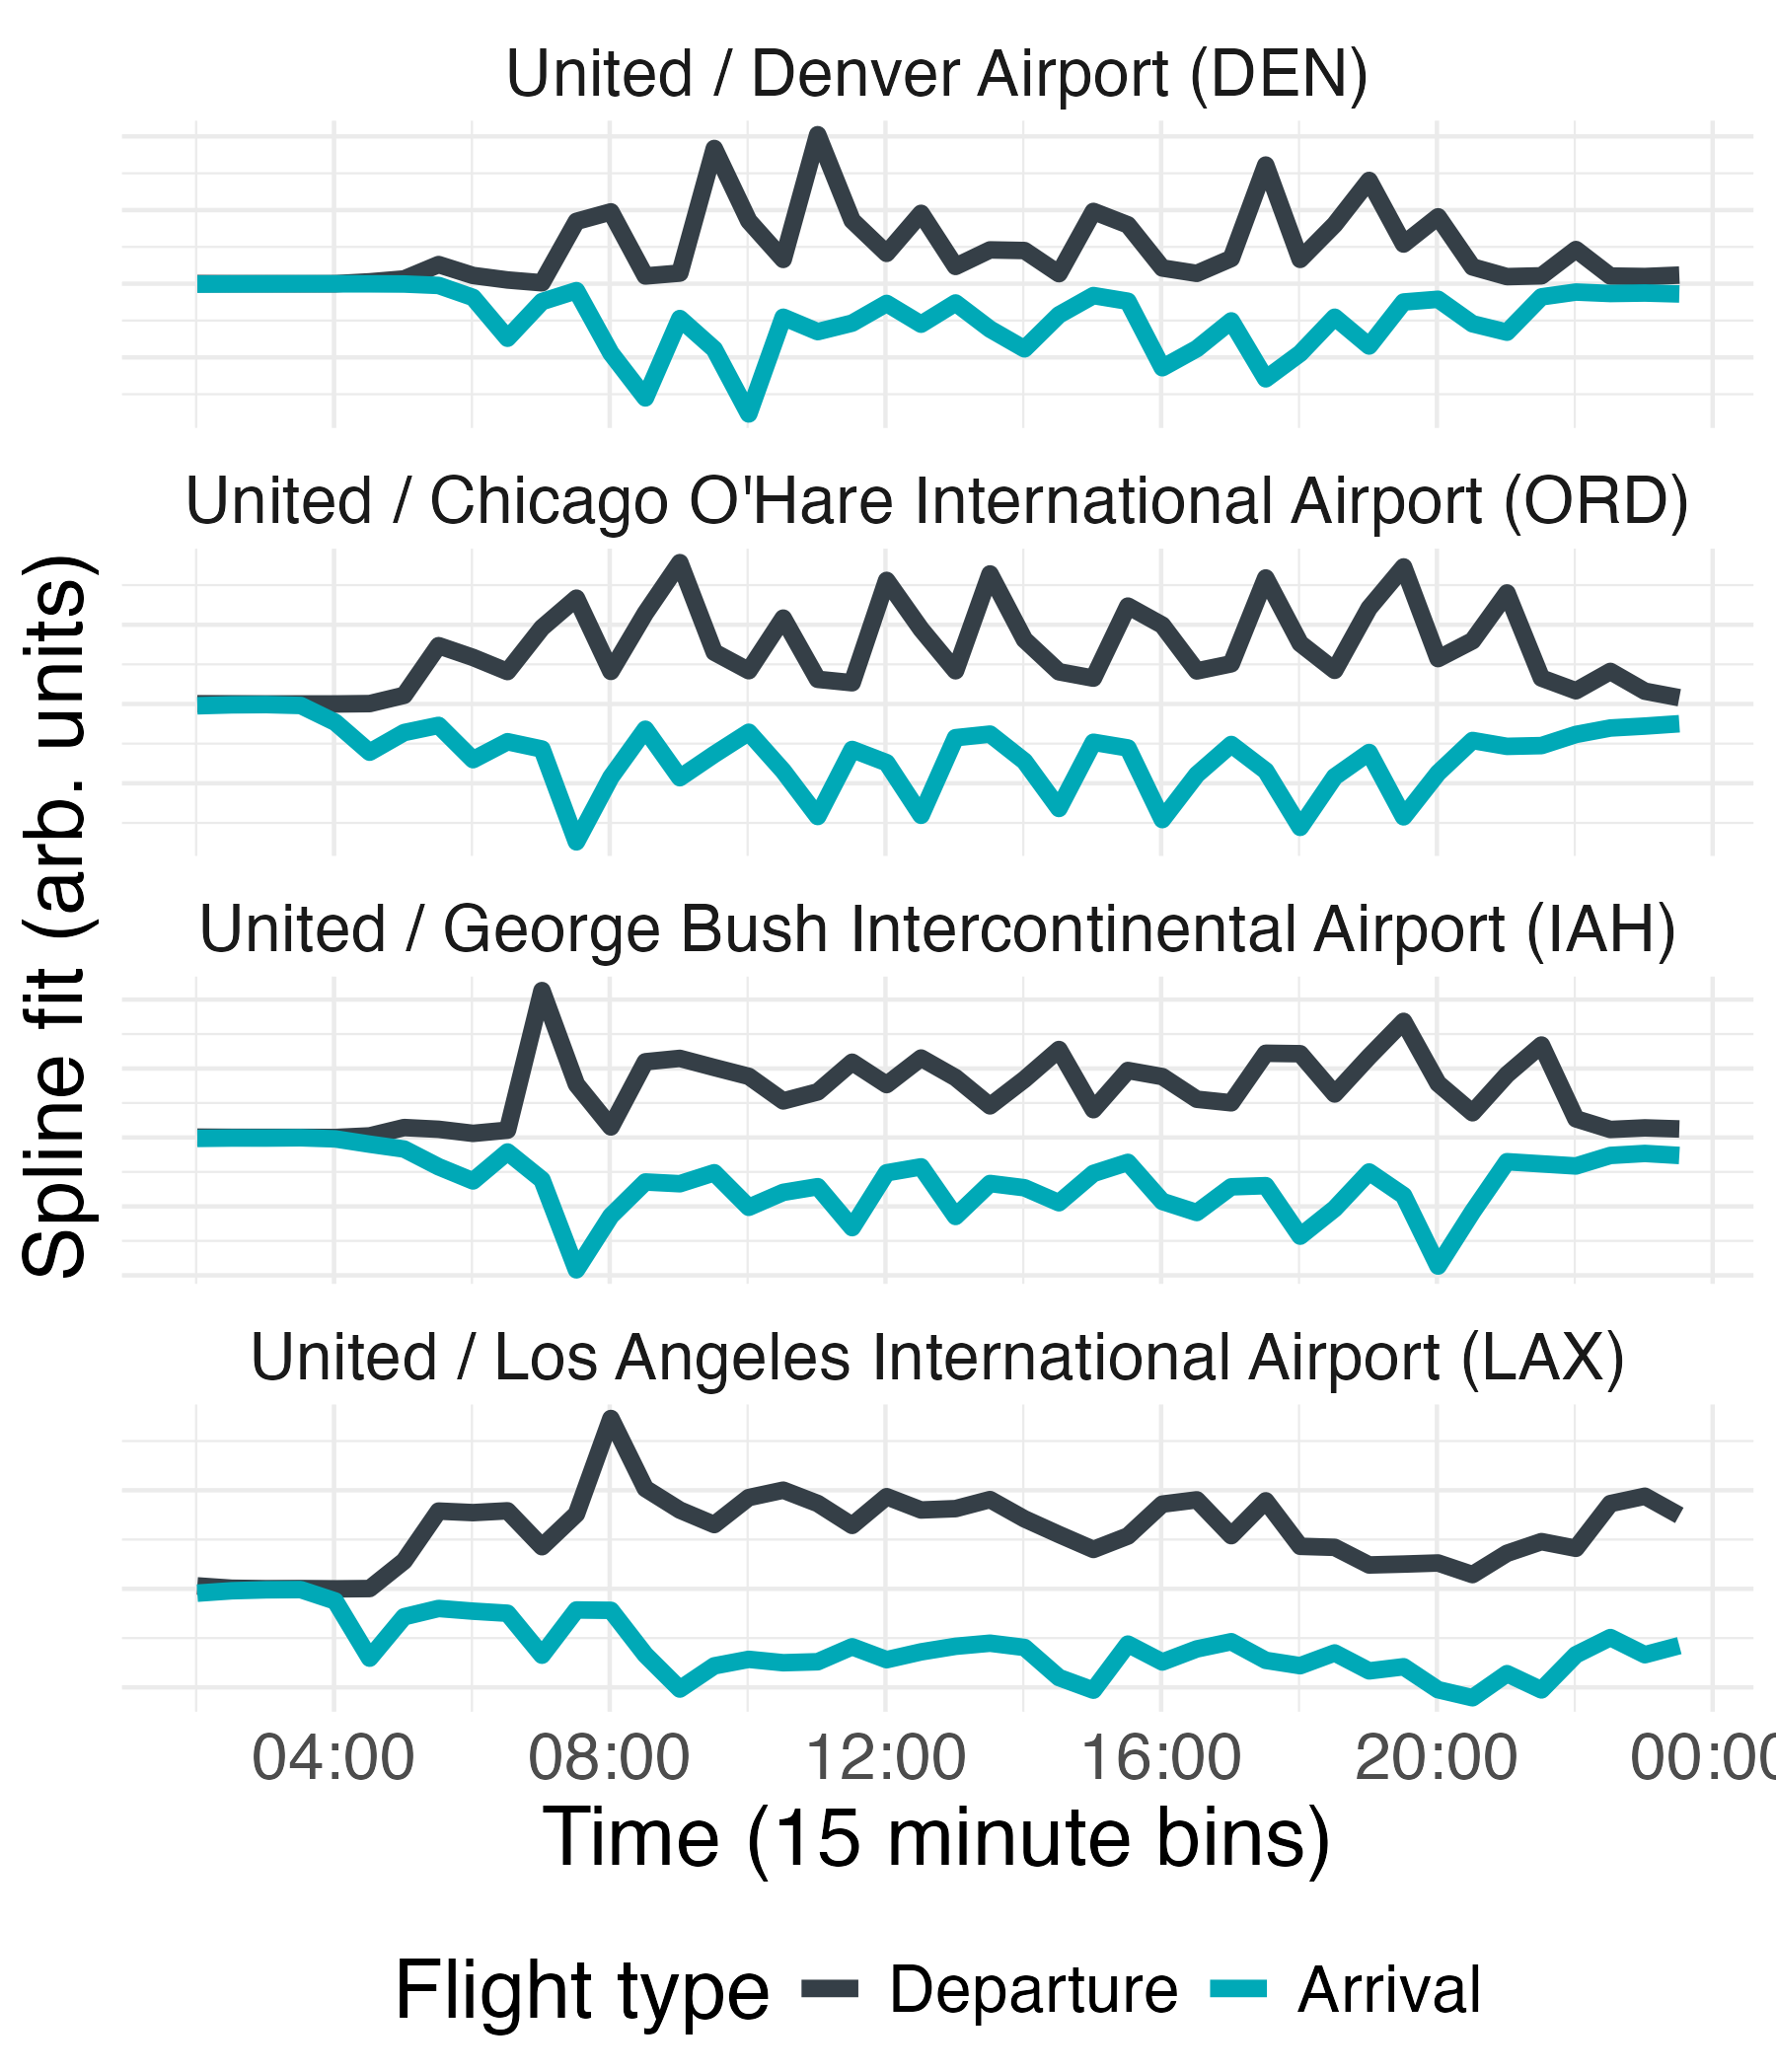 United / Denver Airport (DEN)
United / Chicago O'Hare International Airport (ORD)
United / George Bush Intercontinental Airport (IAH)
United / Los Angeles International Airport (LAX)
Spline fit (arb. units)
04:00 08:00 12:00 16:00 20:00 00:00
Time (15 minute bins)
Flight type Departure Arrival